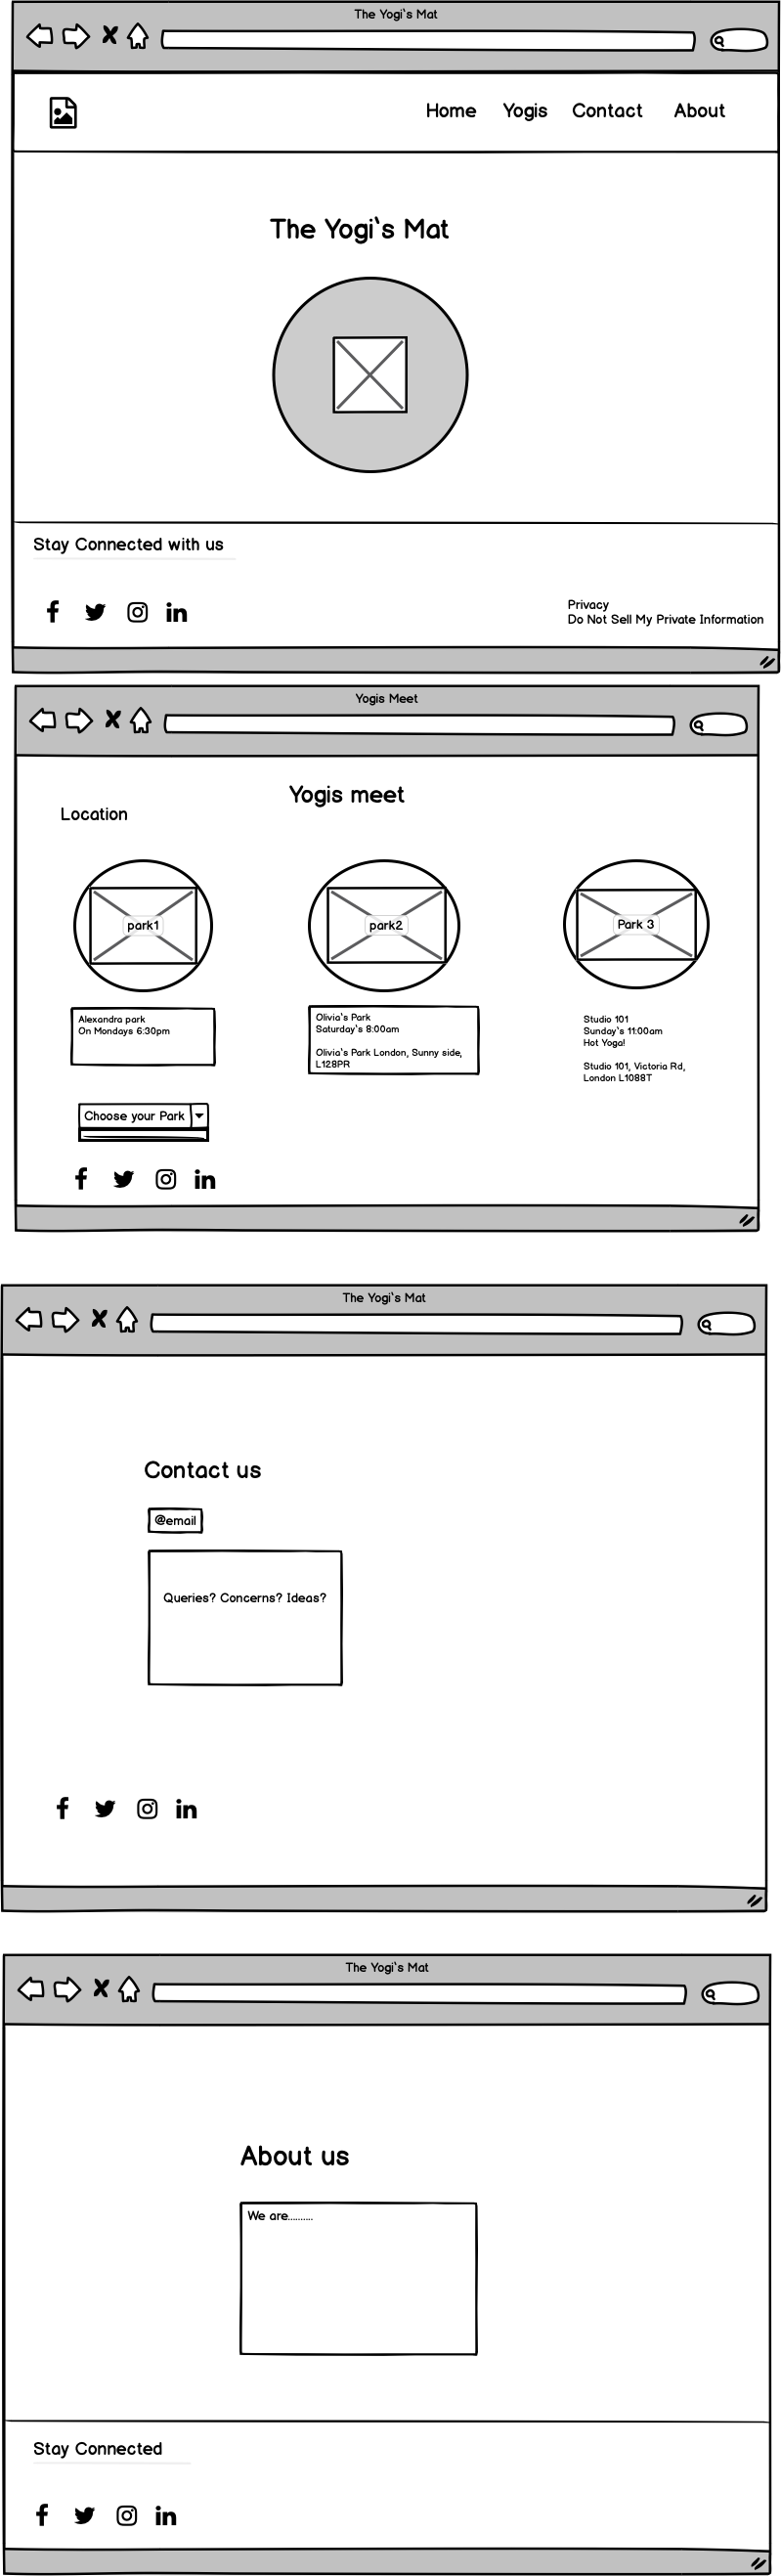 The Yogi's Mat
Home Yogis Contact About
The Yogi's Mat
Stay Connected with us
Privacy
Do Not Sell My Private Information
Yogis Meet
Yogis meet
Location
park1
park2
Park 3
Alexandra park
On Mondays 6:30pm
Olivia's Park
Saturday's 8:00am
Olivia's Park London, Sunny side,
L128PR
Studio 101
Sunday's 11:00am
Hot Yoga!
Studio 101, Victoria Rd,
London L1088T
Choose your Park
The Yogi's Mat
Contact us
@email
Queries? Concerns? Ideas?
The Yogi's Mat
About us
We are..........
Stay Connected